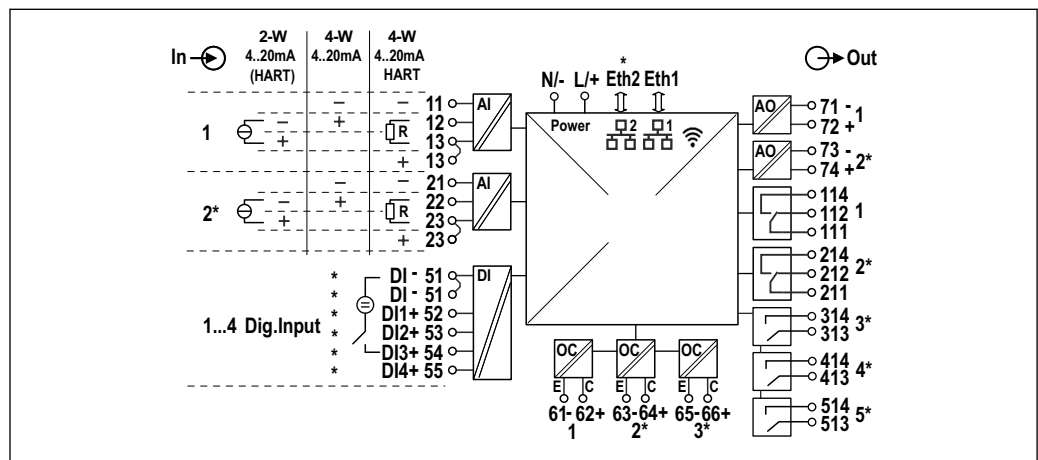 In
2-W
4..20mA
(HART)
4-W
4..20mA
4-W
4..20mA
HART
Out
N/-
L/+
*
Eth2
Eth1
Power
2
1
1
−
+
−
+
−
R
+
11
12
13
13
AI
2*
−
+
−
+
−
R
+
21
22
23
23
AI
1...4 Dig.Input
* DI - 51
* DI - 51
* DI1+ 52
* DI2+ 53
* DI3+ 54
* DI4+ 55
DI
AO
71 -
72 +
1
AO
73 -
74 +
2*
114
112
111
1
214
212
211
2*
314
313
3*
414
413
4*
514
513
5*
OC
OC
OC
E C
E C
E C
61- 62+
63-64+
65-66+
1
2*
3*